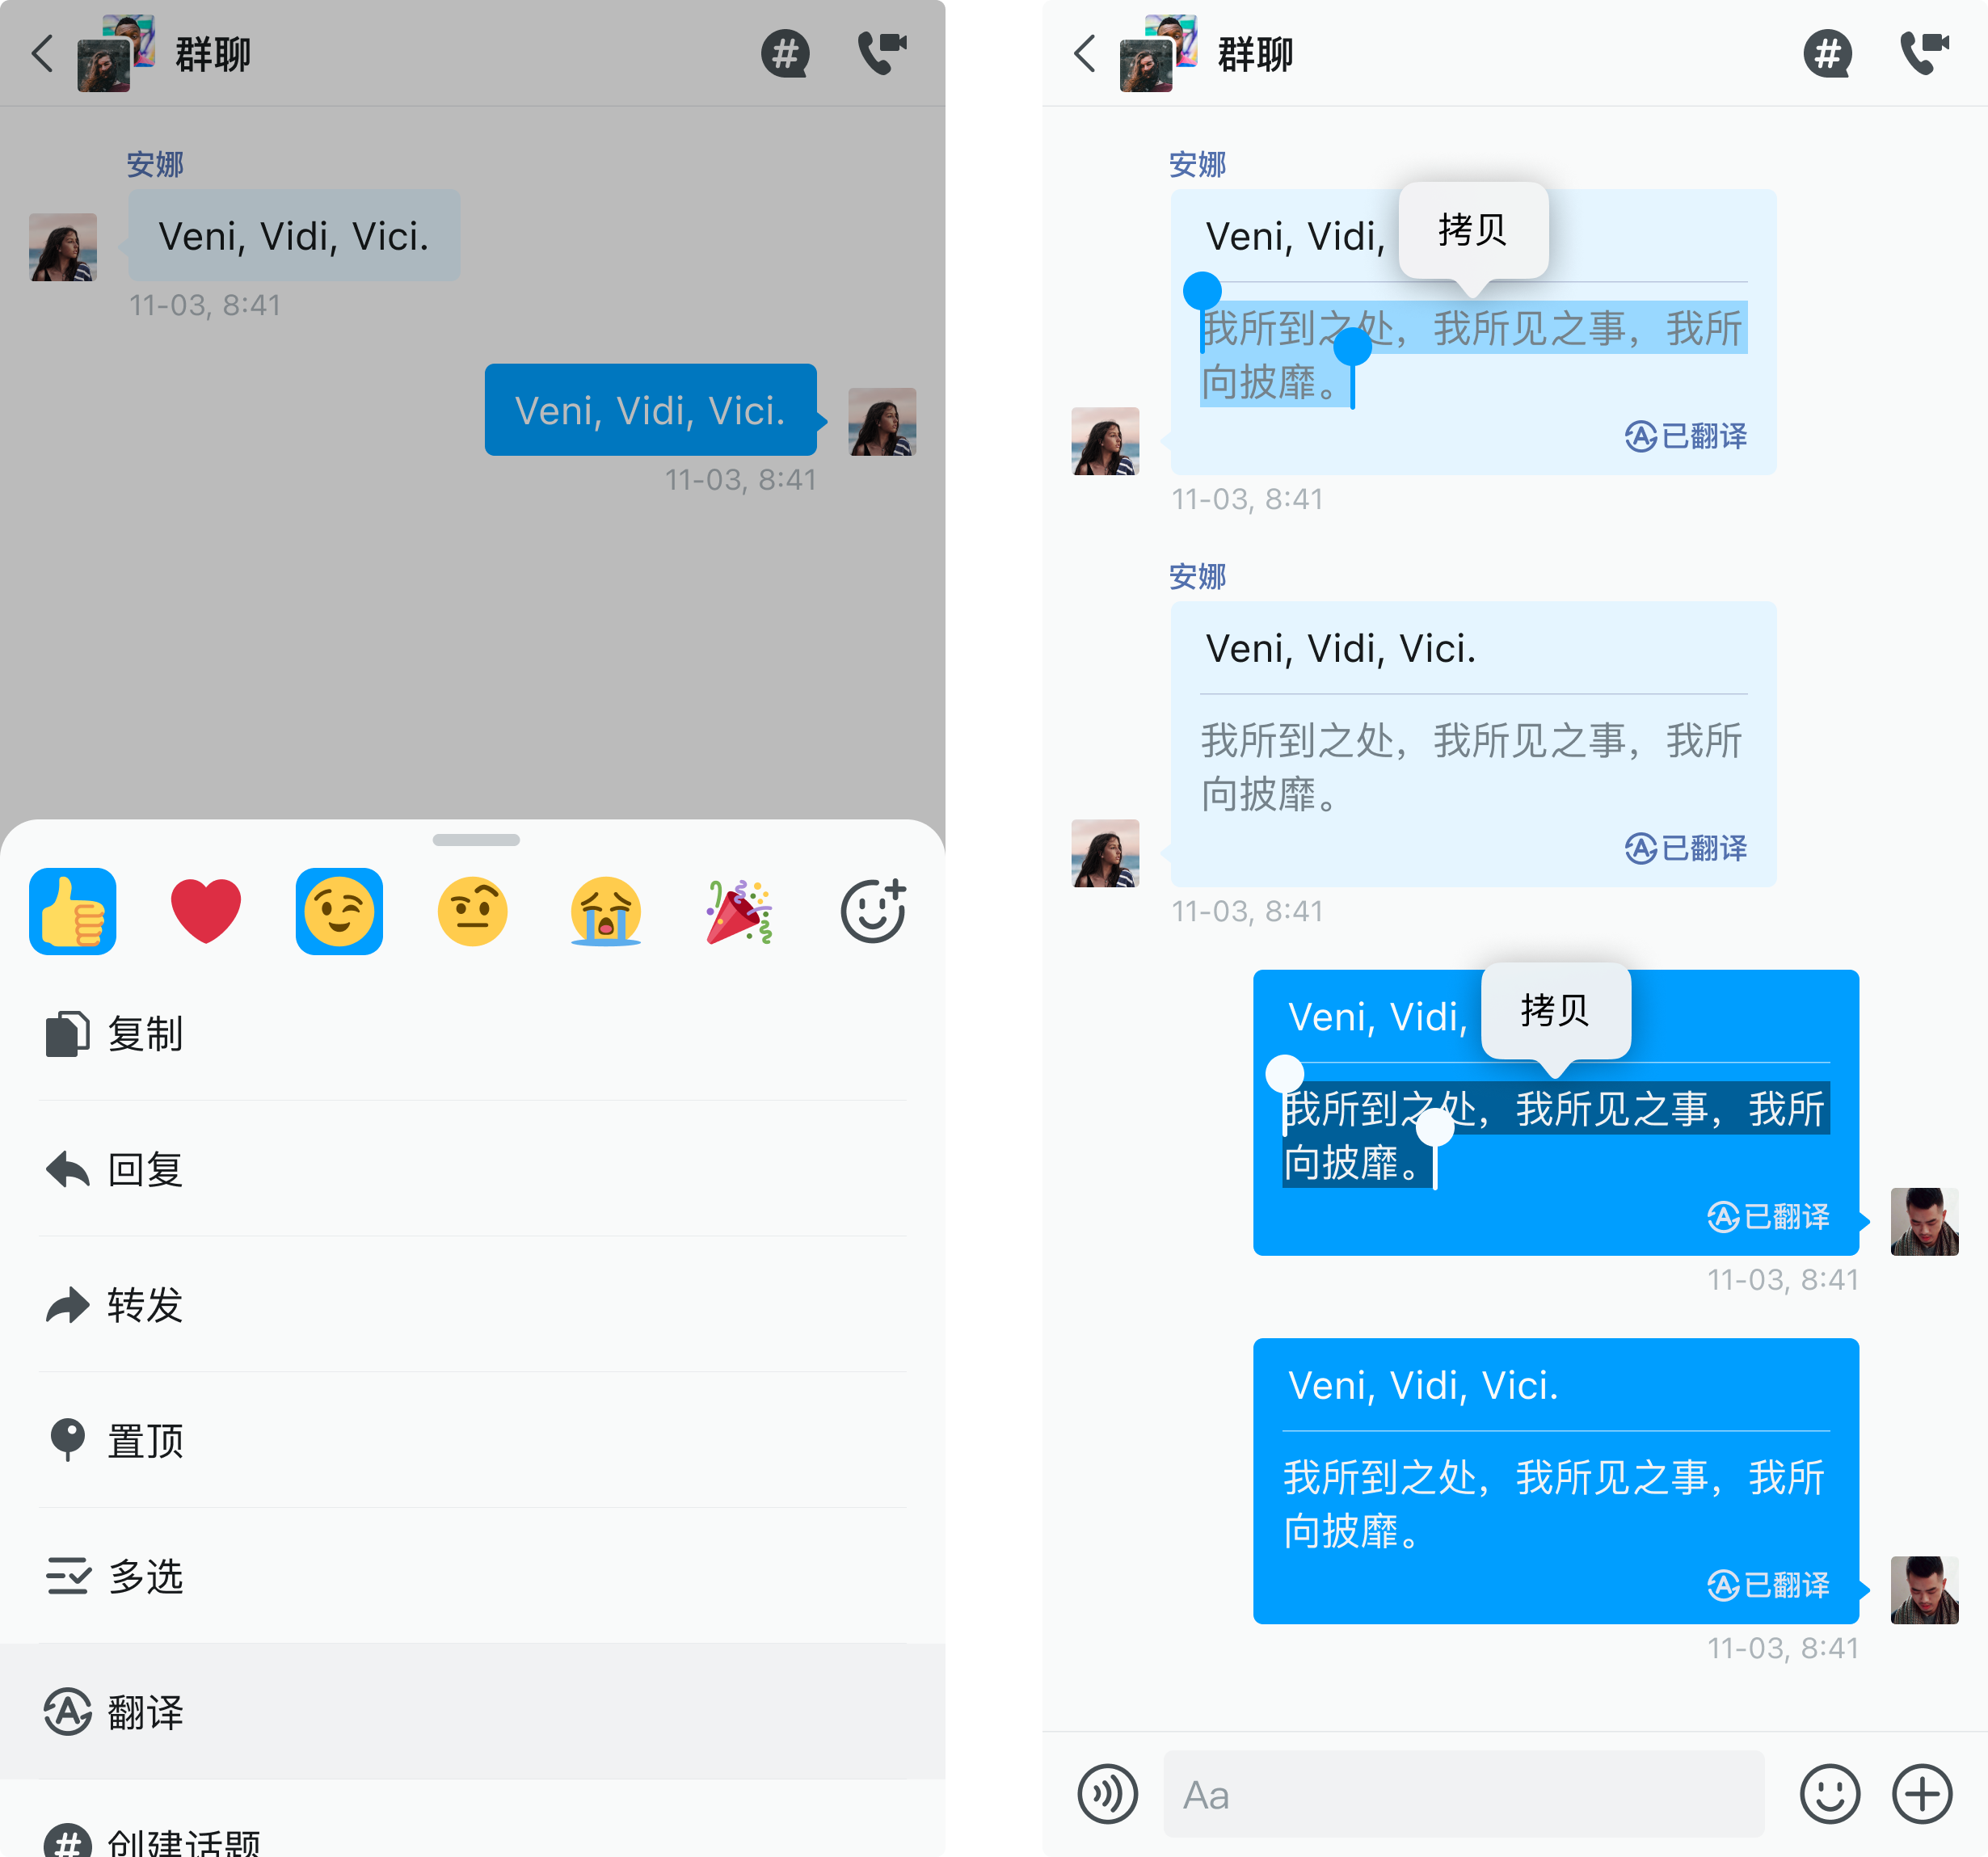 群聊
安娜
Veni, Vidi, Vici.
11-03, 8:41
Veni, Vidi, Vici.
11-03, 8:41
复制
回复
转发
置顶
多选
翻译
创建话题
群聊
安娜
Veni, Vidi,
拷贝
我所到之处，我所见之事，我所
向披靡。
已翻译
11-03, 8:41
安娜
Veni, Vidi, Vici.
我所到之处，我所见之事，我所
向披靡。
已翻译
11-03, 8:41
Veni, Vidi,
拷贝
我所到之处，我所见之事，我所
向披靡。
已翻译
11-03, 8:41
Veni, Vidi, Vici.
我所到之处，我所见之事，我所
向披靡。
已翻译
11-03, 8:41
Aa